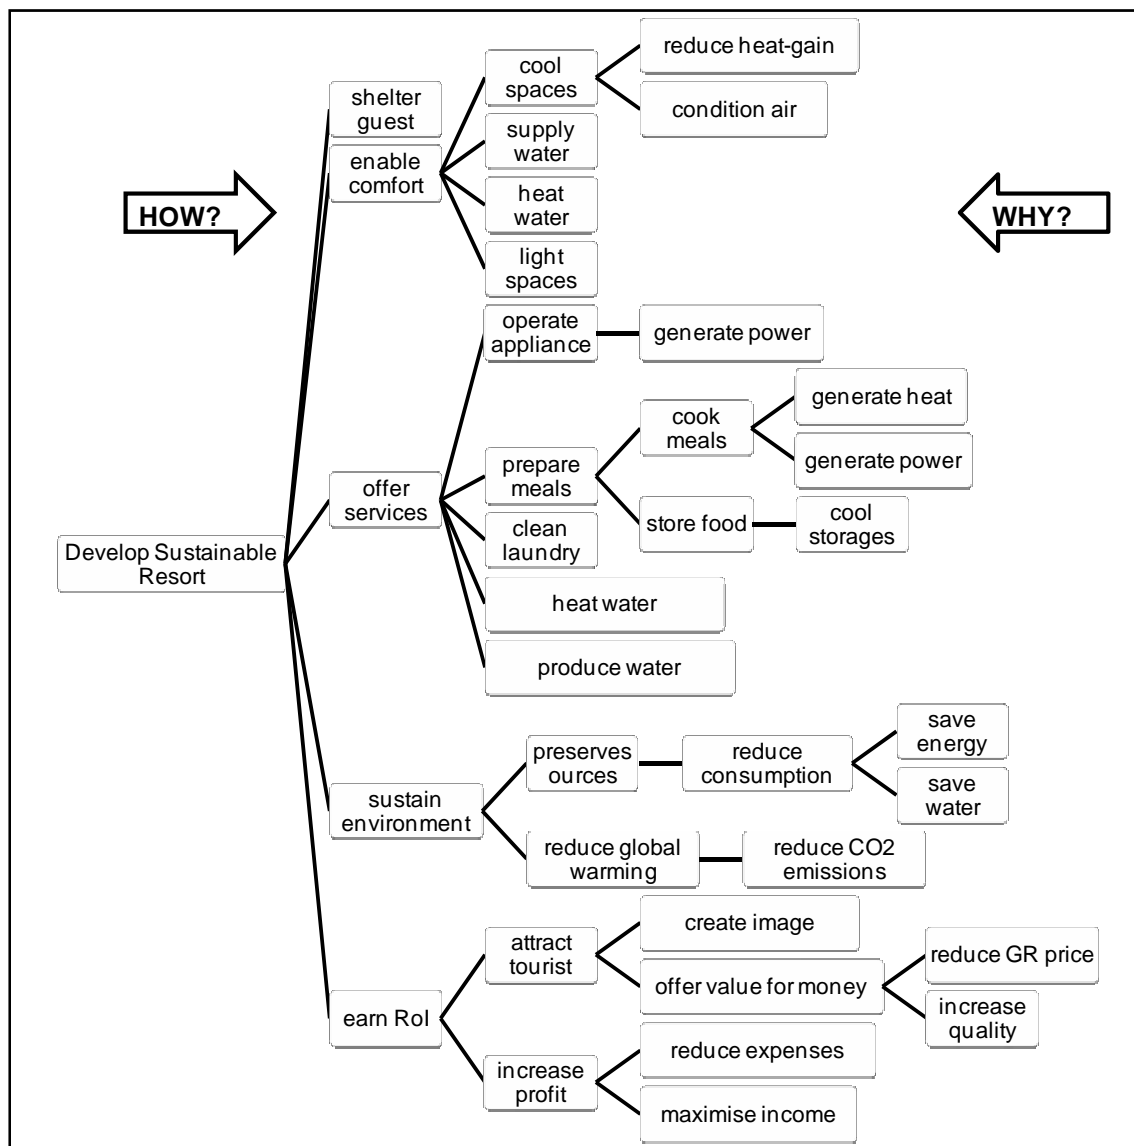 reduce heat-gain
cool
spaces
condition air
shelter
guest
supply
water
enable
comfort
HOW?
WHY?
heat
water
light
spaces
operate
appliance
generate power
generate heat
cook
meals
generate power
prepare
meals
offer
services
store food
cool
storages
clean
laundry
Develop Sustainable
Resort
heat water
produce water
save
energy
preserves
ources
reduce
consumption
save
water
sustain
environment
reduce global
warming
reduce CO2
emissions
create image
attract
tourist
reduce GR price
offer value for money
increase
quality
earn RoI
reduce expenses
increase
profit
maximise income